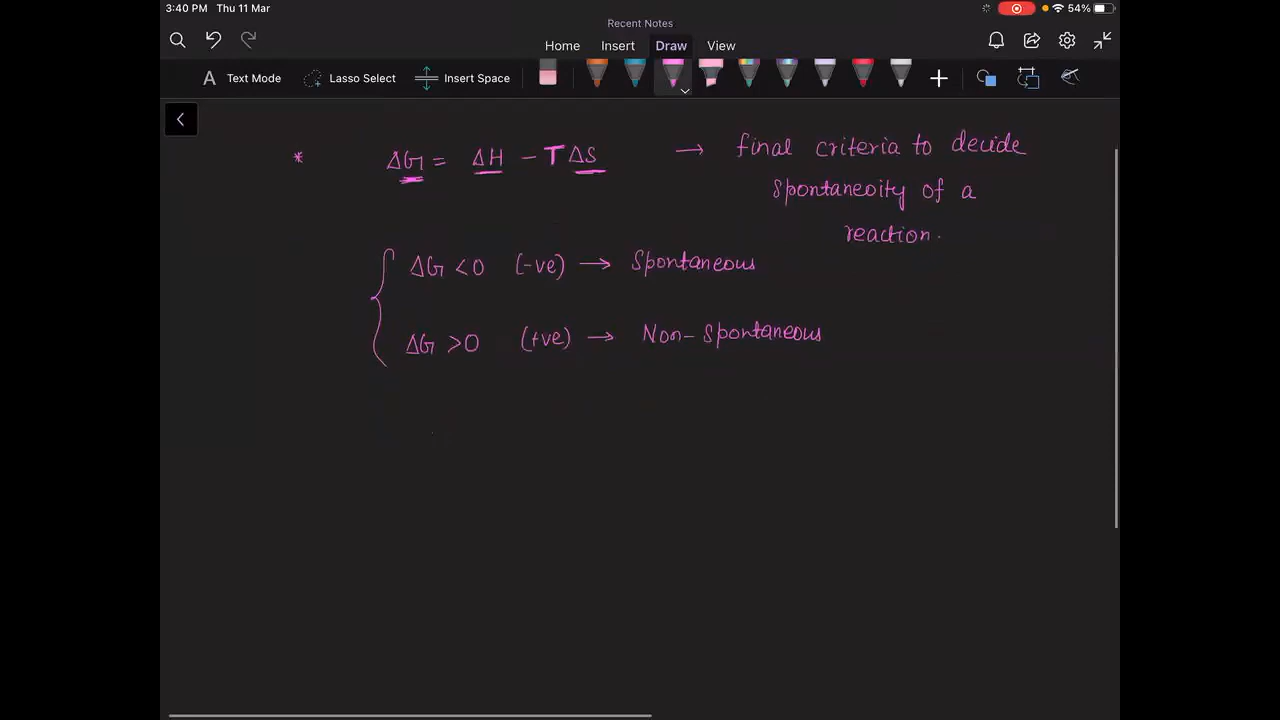 3:40 PM Thu 11 Mar
54%
Recent Notes
Home Insert Draw View
Text Mode Lasso Select Insert Space
* ΔG = ΔH - TΔS → final criteria to decide
spontaneity of a
reaction.
ΔG <0 (-ve) → Spontaneous
ΔG >0 (+ve) → Non-Spontaneous